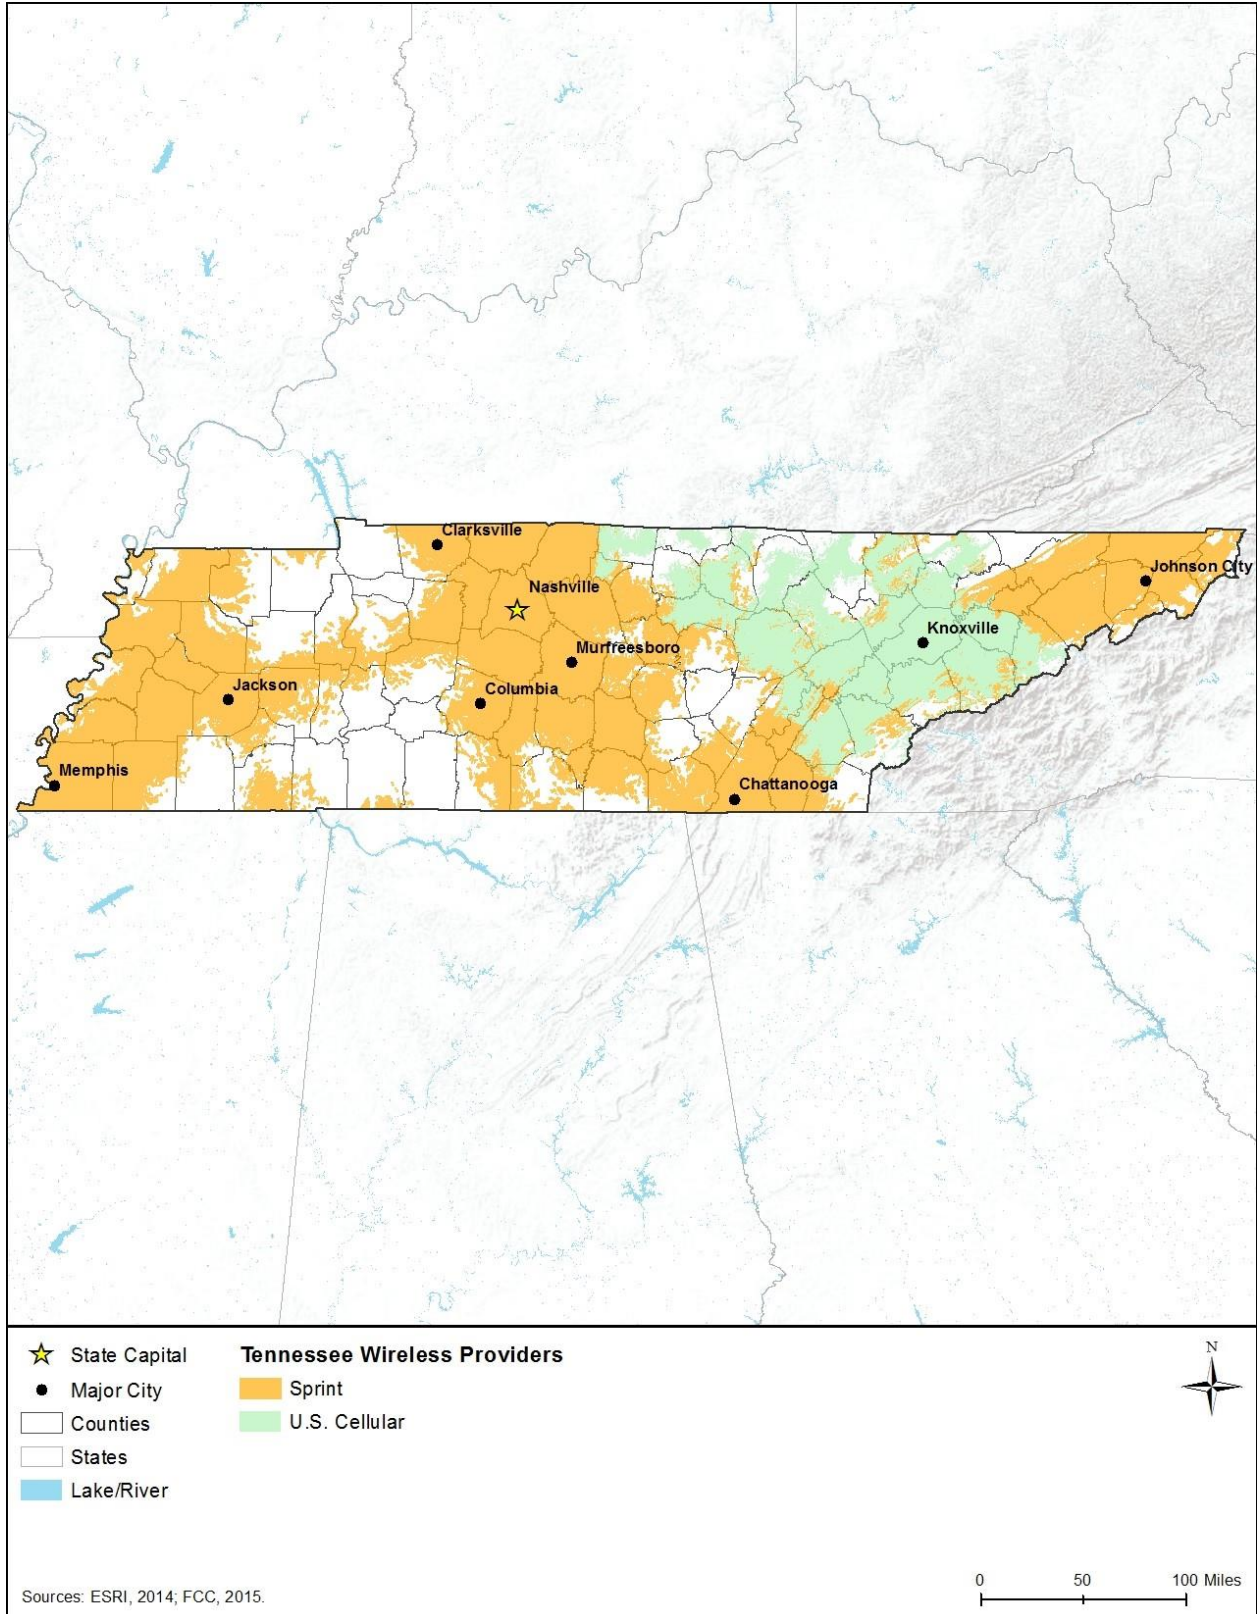 Clarksville
Nashville
Johnson City
Knoxville
Murfreesboro
Jackson
Columbia
Memphis
Chattanooga
State Capital
Major City
Counties
States
Lake/River
Tennessee Wireless Providers
Sprint
U.S. Cellular
N
0 50 100 Miles
Sources: ESRI, 2014; FCC, 2015.